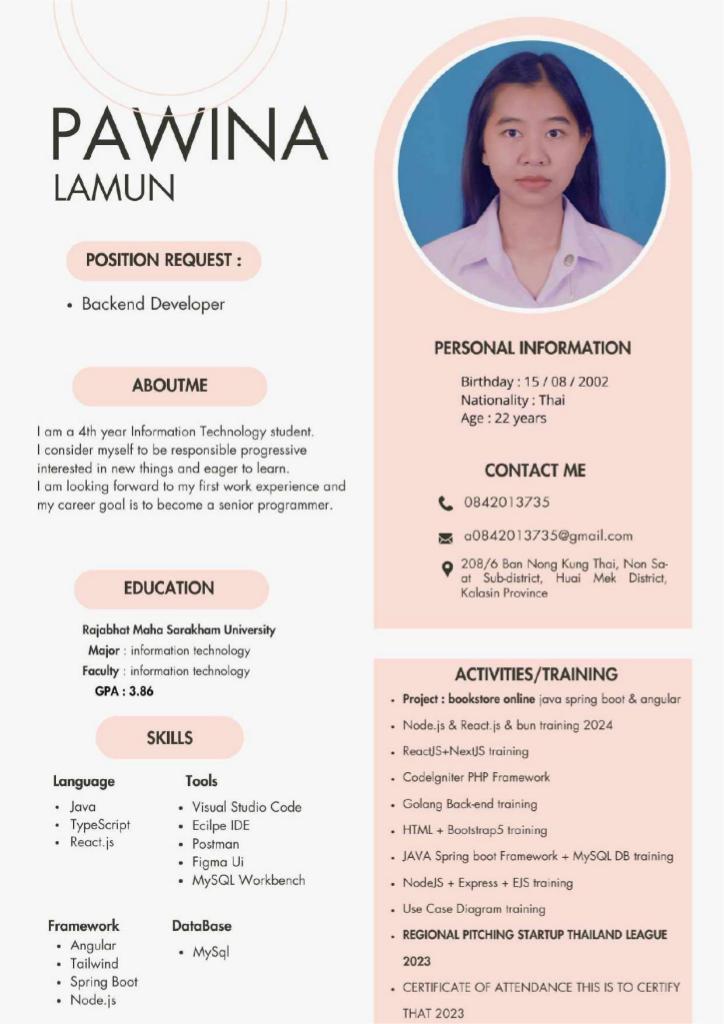 PAWINA
LAMUN
POSITION REQUEST :
• Backend Developer
ABOUTME
I am a 4th year Information Technology student.
I consider myself to be responsible progressive
interested in new things and eager to learn.
I am looking forward to my first work experience and
my career goal is to become a senior programmer.
EDUCATION
Rajabhat Maha Sarakham University
Major : information technology
Faculty : information technology
GPA : 3.86
SKILLS
Language
• Java
• TypeScript
• React.js
Tools
• Visual Studio Code
• Ecilpe IDE
• Postman
• Figma Ui
• MySQL Workbench
Framework
• Angular
• Tailwind
• Spring Boot
• Node.js
DataBase
• MySql
PERSONAL INFORMATION
Birthday : 15 / 08 / 2002
Nationality : Thai
Age : 22 years
CONTACT ME
0842013735
a0842013735@gmail.com
208/6 Ban Nong Kung Thai, Non Sa-
at Sub-district, Huai Mek District,
Kalasin Province
ACTIVITIES/TRAINING
• Project : bookstore online java spring boot & angular
• Node.js & React.js & bun training 2024
• ReactJS+NextJS training
• CodeIgniter PHP Framework
• Golang Back-end training
• HTML + Bootstrap5 training
• JAVA Spring boot Framework + MySQL DB training
• NodeJS + Express + EJS training
• Use Case Diagram training
• REGIONAL PITCHING STARTUP THAILAND LEAGUE
2023
• CERTIFICATE OF ATTENDANCE THIS IS TO CERTIFY
THAT 2023